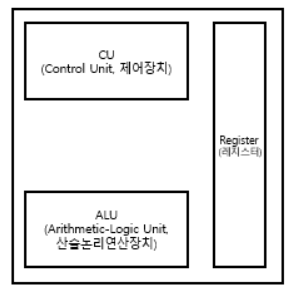 CU
(Control Unit, 제어장치)
Register
(레지스터)
ALU
(Arithmetic-Logic Unit,
산술논리연산장치)